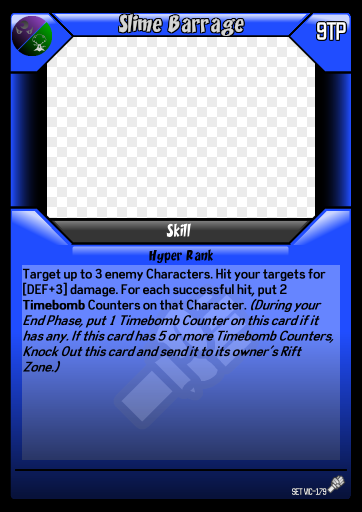 Slime Barrage
9TP
Skill
Hyper Rank
Target up to 3 enemy Characters. Hit your targets for
[DEF+3] damage. For each successful hit, put 2
Timebomb Counters on that Character. (During your
End Phase, put 1 Timebomb Counter on this card if it
has any. If this card has 5 or more Timebomb Counters,
Knock Out this card and send it to its owner's Rift
Zone.)
SET VIC-179